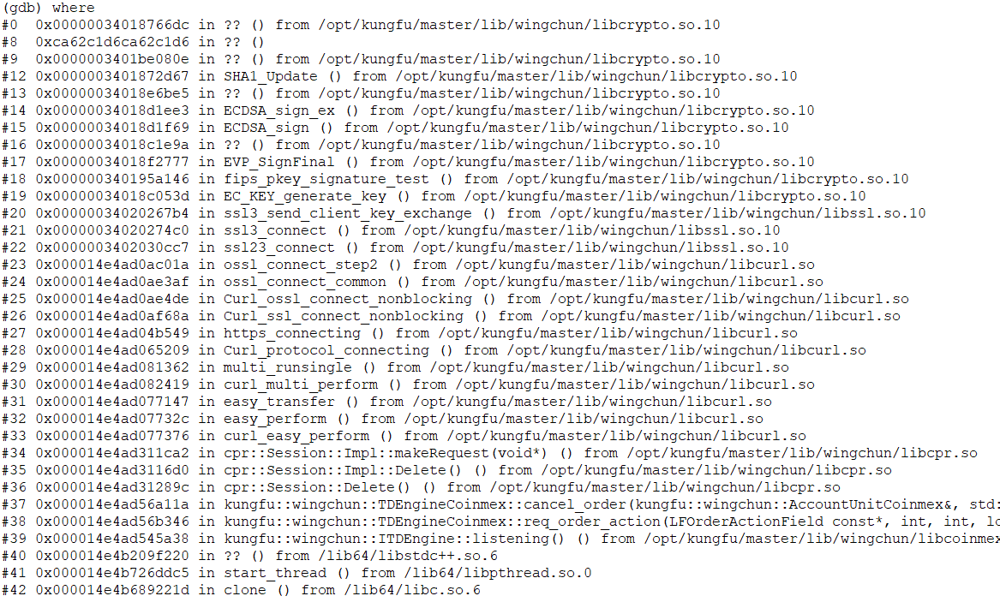 (gdb) where
#0  0x00000034018766dc in ?? () from /opt/kungfu/master/lib/wingchun/libcrypto.so.10
#8  0xca62c1d6ca62c1d6 in ?? ()
#9  0x0000003401be080e in ?? () from /opt/kungfu/master/lib/wingchun/libcrypto.so.10
#12 0x0000003401872d67 in SHA1_Update () from /opt/kungfu/master/lib/wingchun/libcrypto.so.10
#13 0x00000034018e6be5 in ?? () from /opt/kungfu/master/lib/wingchun/libcrypto.so.10
#14 0x00000034018d1ee3 in ECDSA_sign_ex () from /opt/kungfu/master/lib/wingchun/libcrypto.so.10
#15 0x00000034018d1f69 in ECDSA_sign () from /opt/kungfu/master/lib/wingchun/libcrypto.so.10
#16 0x00000034018c1e9a in ?? () from /opt/kungfu/master/lib/wingchun/libcrypto.so.10
#17 0x00000034018f2777 in EVP_SignFinal () from /opt/kungfu/master/lib/wingchun/libcrypto.so.10
#18 0x000000340195a146 in fips_pkey_signature_test () from /opt/kungfu/master/lib/wingchun/libcrypto.so.10
#19 0x00000034018c053d in EC_KEY_generate_key () from /opt/kungfu/master/lib/wingchun/libcrypto.so.10
#20 0x00000034020267b4 in ssl3_send_client_key_exchange () from /opt/kungfu/master/lib/wingchun/libssl.so.10
#21 0x00000034020274c0 in ssl3_connect () from /opt/kungfu/master/lib/wingchun/libssl.so.10
#22 0x0000003402030cc7 in ssl23_connect () from /opt/kungfu/master/lib/wingchun/libssl.so.10
#23 0x000014e4ad0ac01a in ossl_connect_step2 () from /opt/kungfu/master/lib/wingchun/libcurl.so
#24 0x000014e4ad0ae3af in ossl_connect_common () from /opt/kungfu/master/lib/wingchun/libcurl.so
#25 0x000014e4ad0ae4de in Curl_ossl_connect_nonblocking () from /opt/kungfu/master/lib/wingchun/libcurl.so
#26 0x000014e4ad0af68a in Curl_ssl_connect_nonblocking () from /opt/kungfu/master/lib/wingchun/libcurl.so
#27 0x000014e4ad04b549 in https_connecting () from /opt/kungfu/master/lib/wingchun/libcurl.so
#28 0x000014e4ad065209 in Curl_protocol_connecting () from /opt/kungfu/master/lib/wingchun/libcurl.so
#29 0x000014e4ad081362 in multi_runsingle () from /opt/kungfu/master/lib/wingchun/libcurl.so
#30 0x000014e4ad082419 in curl_multi_perform () from /opt/kungfu/master/lib/wingchun/libcurl.so
#31 0x000014e4ad077147 in easy_transfer () from /opt/kungfu/master/lib/wingchun/libcurl.so
#32 0x000014e4ad07732c in easy_perform () from /opt/kungfu/master/lib/wingchun/libcurl.so
#33 0x000014e4ad077376 in curl_easy_perform () from /opt/kungfu/master/lib/wingchun/libcurl.so
#34 0x000014e4ad311ca2 in cpr::Session::Impl::makeRequest(void*) () from /opt/kungfu/master/lib/wingchun/libcpr.so
#35 0x000014e4ad3116d0 in cpr::Session::Impl::Delete() () from /opt/kungfu/master/lib/wingchun/libcpr.so
#36 0x000014e4ad31289c in cpr::Session::Delete() () from /opt/kungfu/master/lib/wingchun/libcpr.so
#37 0x000014e4ad56a11a in kungfu::wingchun::TDEngineCoinmex::cancel_order(kungfu::wingchun::AccountUnitCoinmex&, std:
#38 0x000014e4ad56b346 in kungfu::wingchun::TDEngineCoinmex::req_order_action(LFOrderActionField const*, int, int, lo
#39 0x000014e4ad545a38 in kungfu::wingchun::ITDEngine::listening() () from /opt/kungfu/master/lib/wingchun/libcoinmex
#40 0x000014e4b209f220 in ?? () from /lib64/libstdc++.so.6
#41 0x000014e4b726ddc5 in start_thread () from /lib64/libpthread.so.0
#42 0x000014e4b689221d in clone () from /lib64/libc.so.6